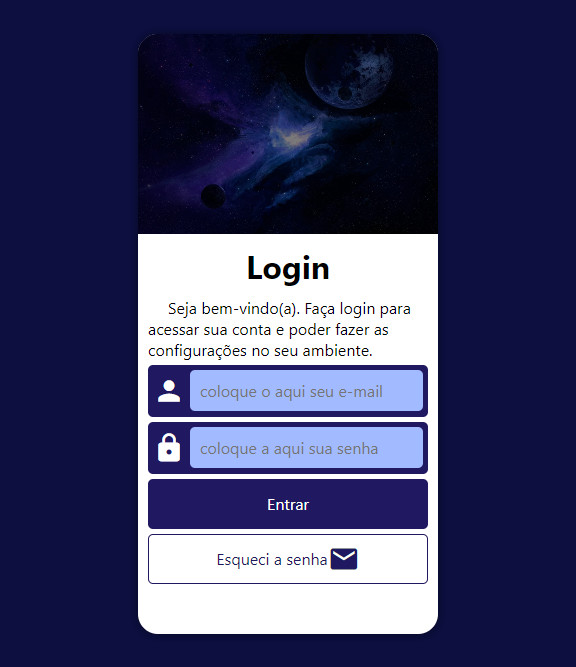 Login
Seja bem-vindo(a). Faça login para
acessar sua conta e poder fazer as
configurações no seu ambiente.
coloque o aqui seu e-mail
coloque a aqui sua senha
Entrar
Esqueci a senha